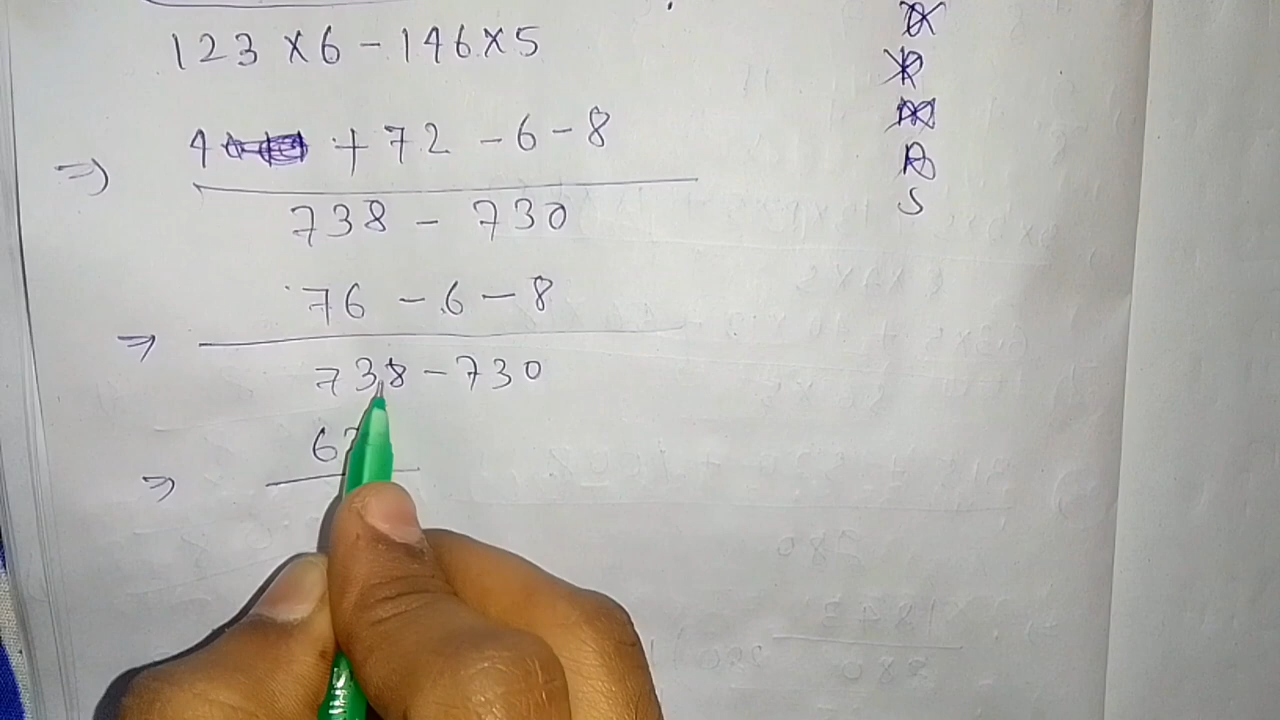 123 × 6 - 146 × 5
⇒ 4 + 72 - 6 - 8
738 - 730
76 - 6 - 8
⇒
738 - 730
6
⇒
S